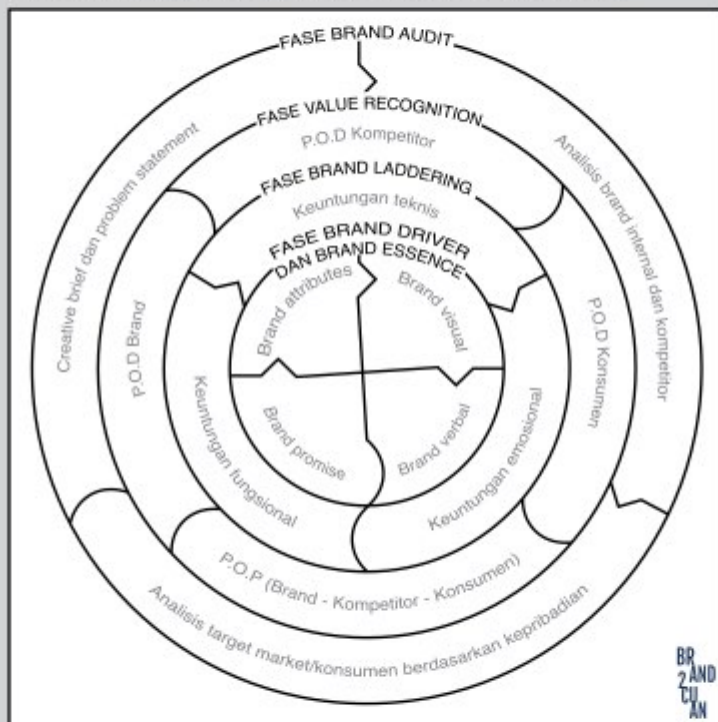 FASE BRAND AUDIT
Creative brief dan problem statement
Analisis brand internal dan kompetitor
Analisis target market/konsumen berdasarkan kepribadian
FASE VALUE RECOGNITION
P.O.D Kompetitor
P.O.D Brand
P.O.D Konsumen
P.O.P (Brand - Kompetitor - Konsumen)
FASE BRAND LADDERING
Keuntungan teknis
Keuntungan fungsional
Keuntungan emosional
FASE BRAND DRIVER
DAN BRAND ESSENCE
Brand attributes
Brand visual
Brand promise
Brand verbal
BR
2 AND
CU
AN